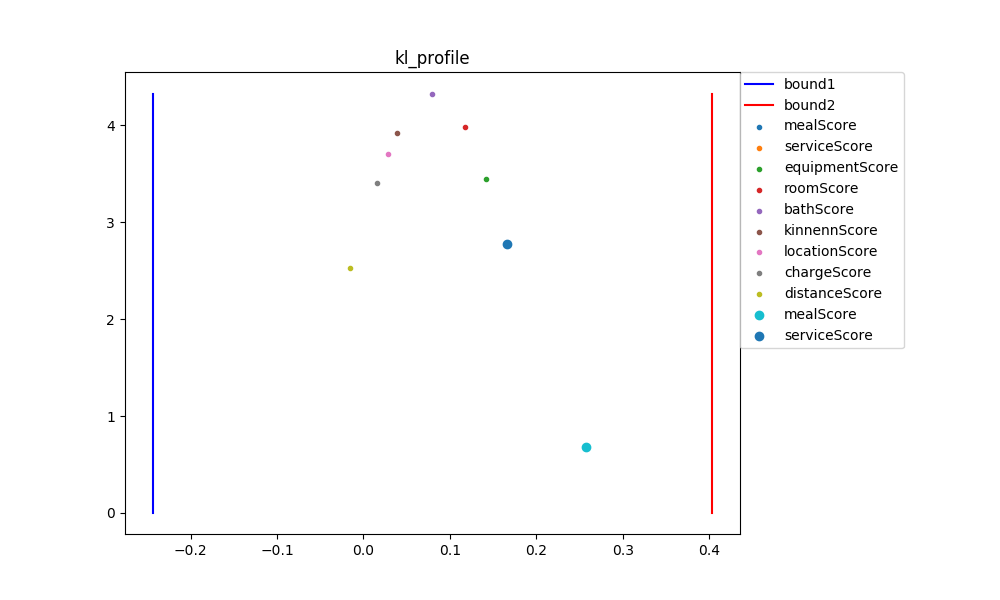 kl_profile
bound1
bound2
mealScore
serviceScore
equipmentScore
roomScore
bathScore
kinnennScore
locationScore
chargeScore
distanceScore
mealScore
serviceScore
4
3
2
1
0
−0.2 −0.1 0.0 0.1 0.2 0.3 0.4